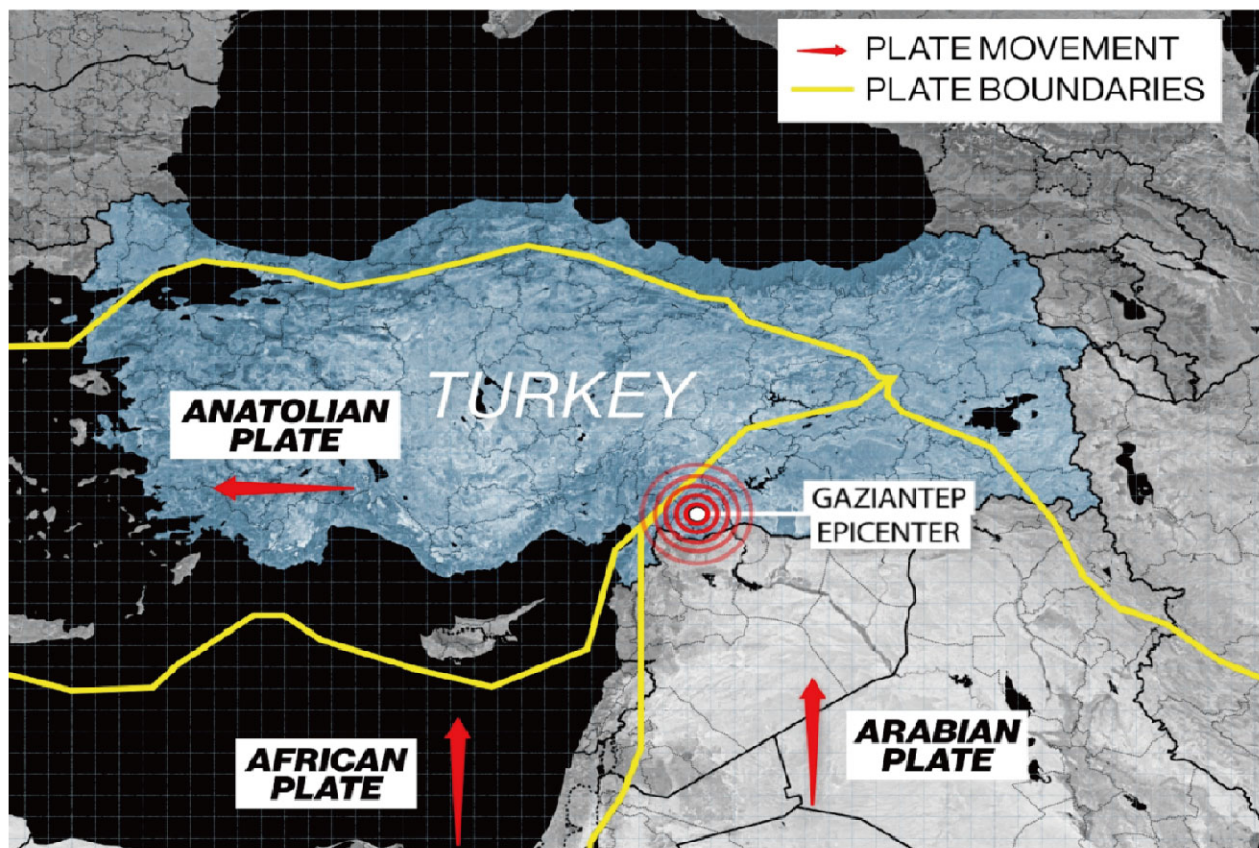 PLATE MOVEMENT
PLATE BOUNDARIES
TURKEY
ANATOLIAN
PLATE
GAZIANTEP
EPICENTER
AFRICAN
PLATE
ARABIAN
PLATE